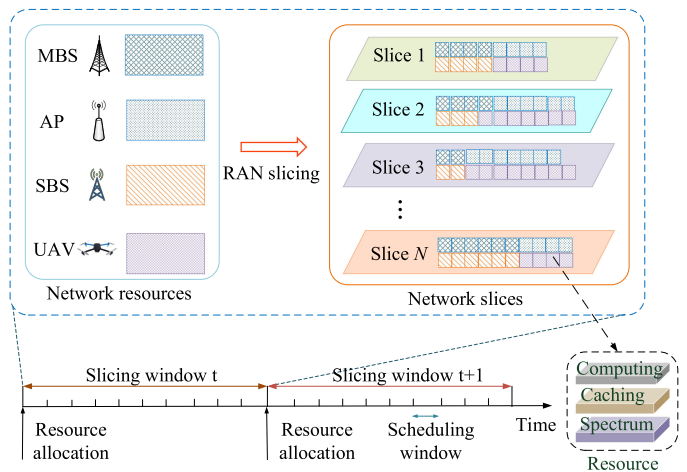 MBS
AP
SBS
UAV
Network resources
RAN slicing
Slice 1
Slice 2
Slice 3
Slice N
Network slices
Slicing window t
Slicing window t+1
Time
Resource
allocation
Resource
allocation
Scheduling
window
Computing
Caching
Spectrum
Resource